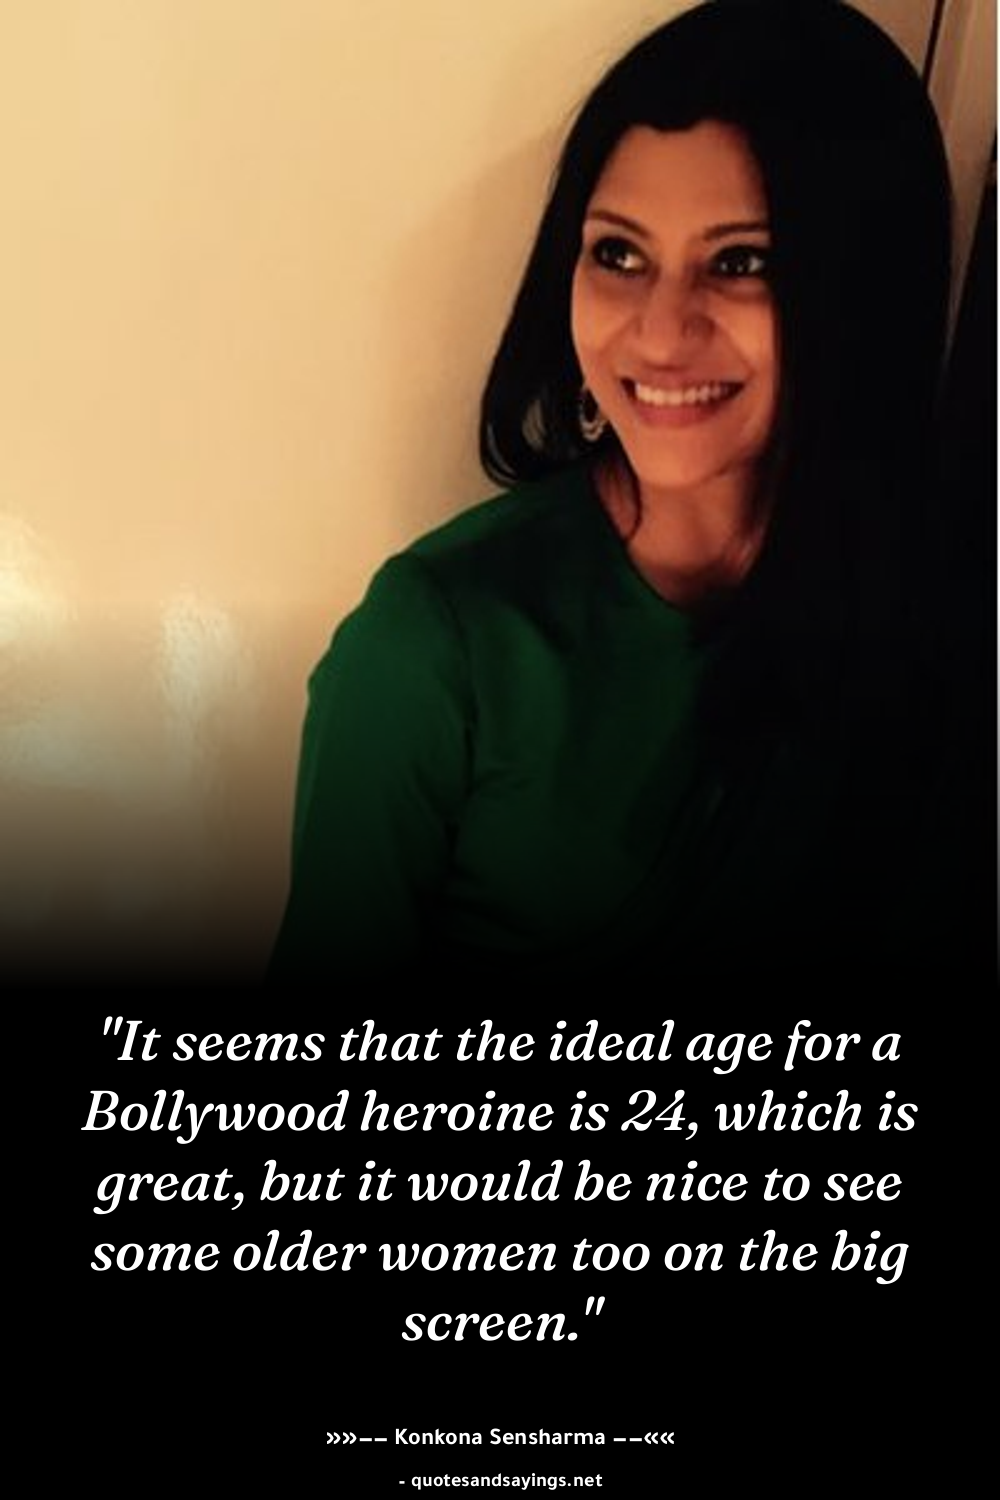 "It seems that the ideal age for a
Bollywood heroine is 24, which is
great, but it would be nice to see
some older women too on the big
screen."
»»−− Konkona Sensharma −−««
- quotesandsayings.net